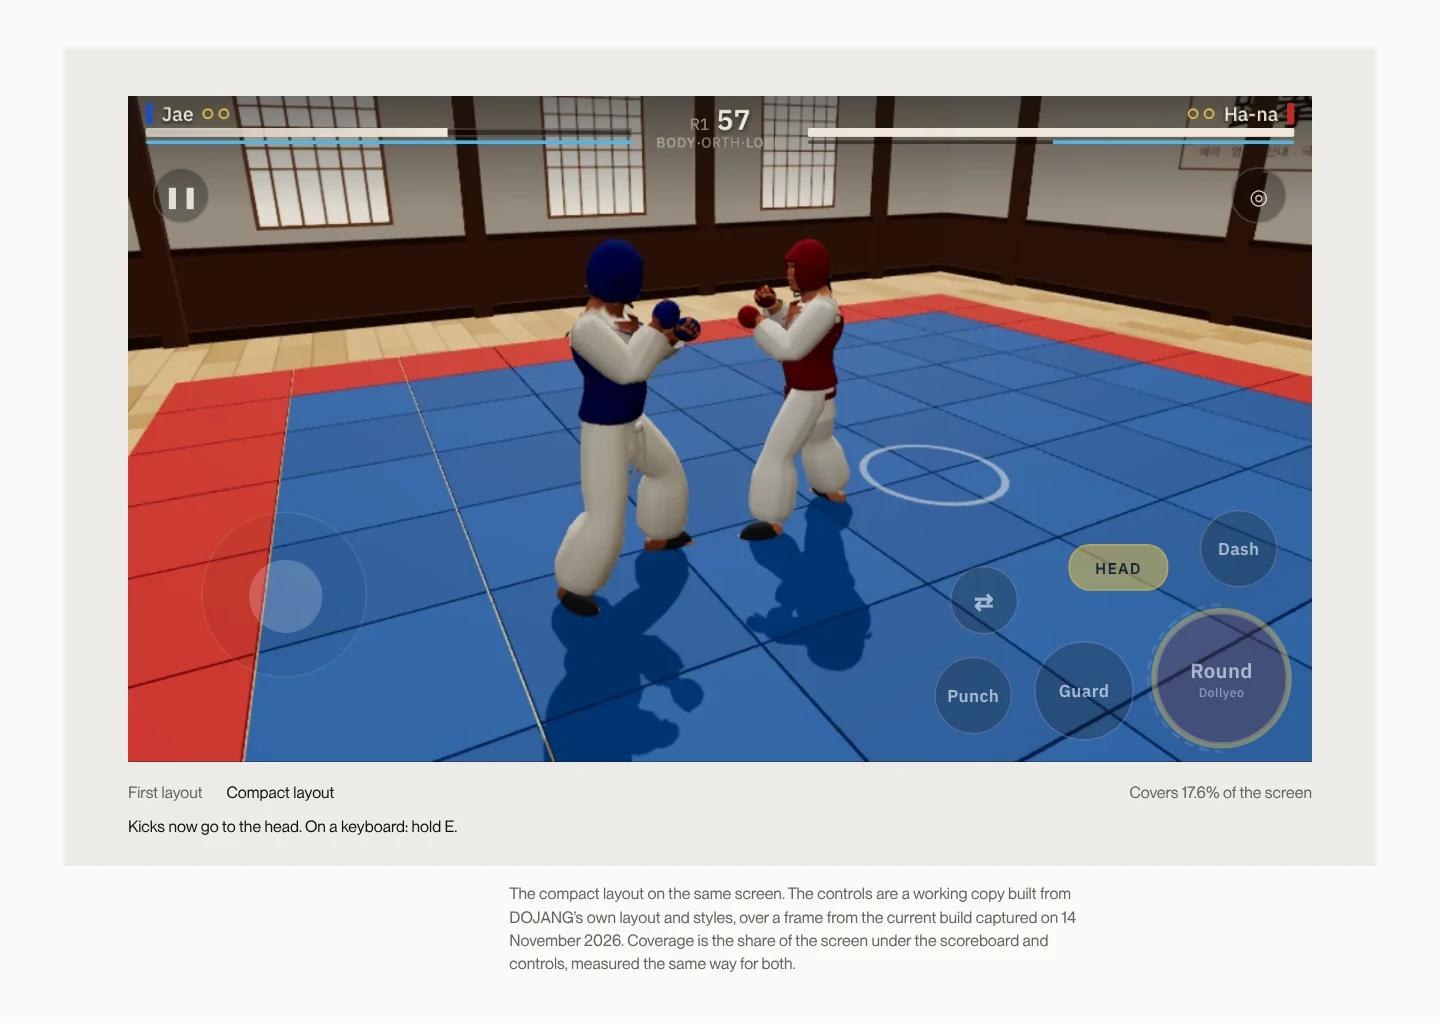 Jae
R1 57
BODY·ORTH·LO
Ha-na
HEAD
Dash
⇄
Punch
Guard
Round
Dollyeo
First layout
Compact layout
Covers 17.6% of the screen
Kicks now go to the head. On a keyboard: hold E.
The compact layout on the same screen. The controls are a working copy built from
DOJANG’s own layout and styles, over a frame from the current build captured on 14
November 2026. Coverage is the share of the screen under the scoreboard and
controls, measured the same way for both.